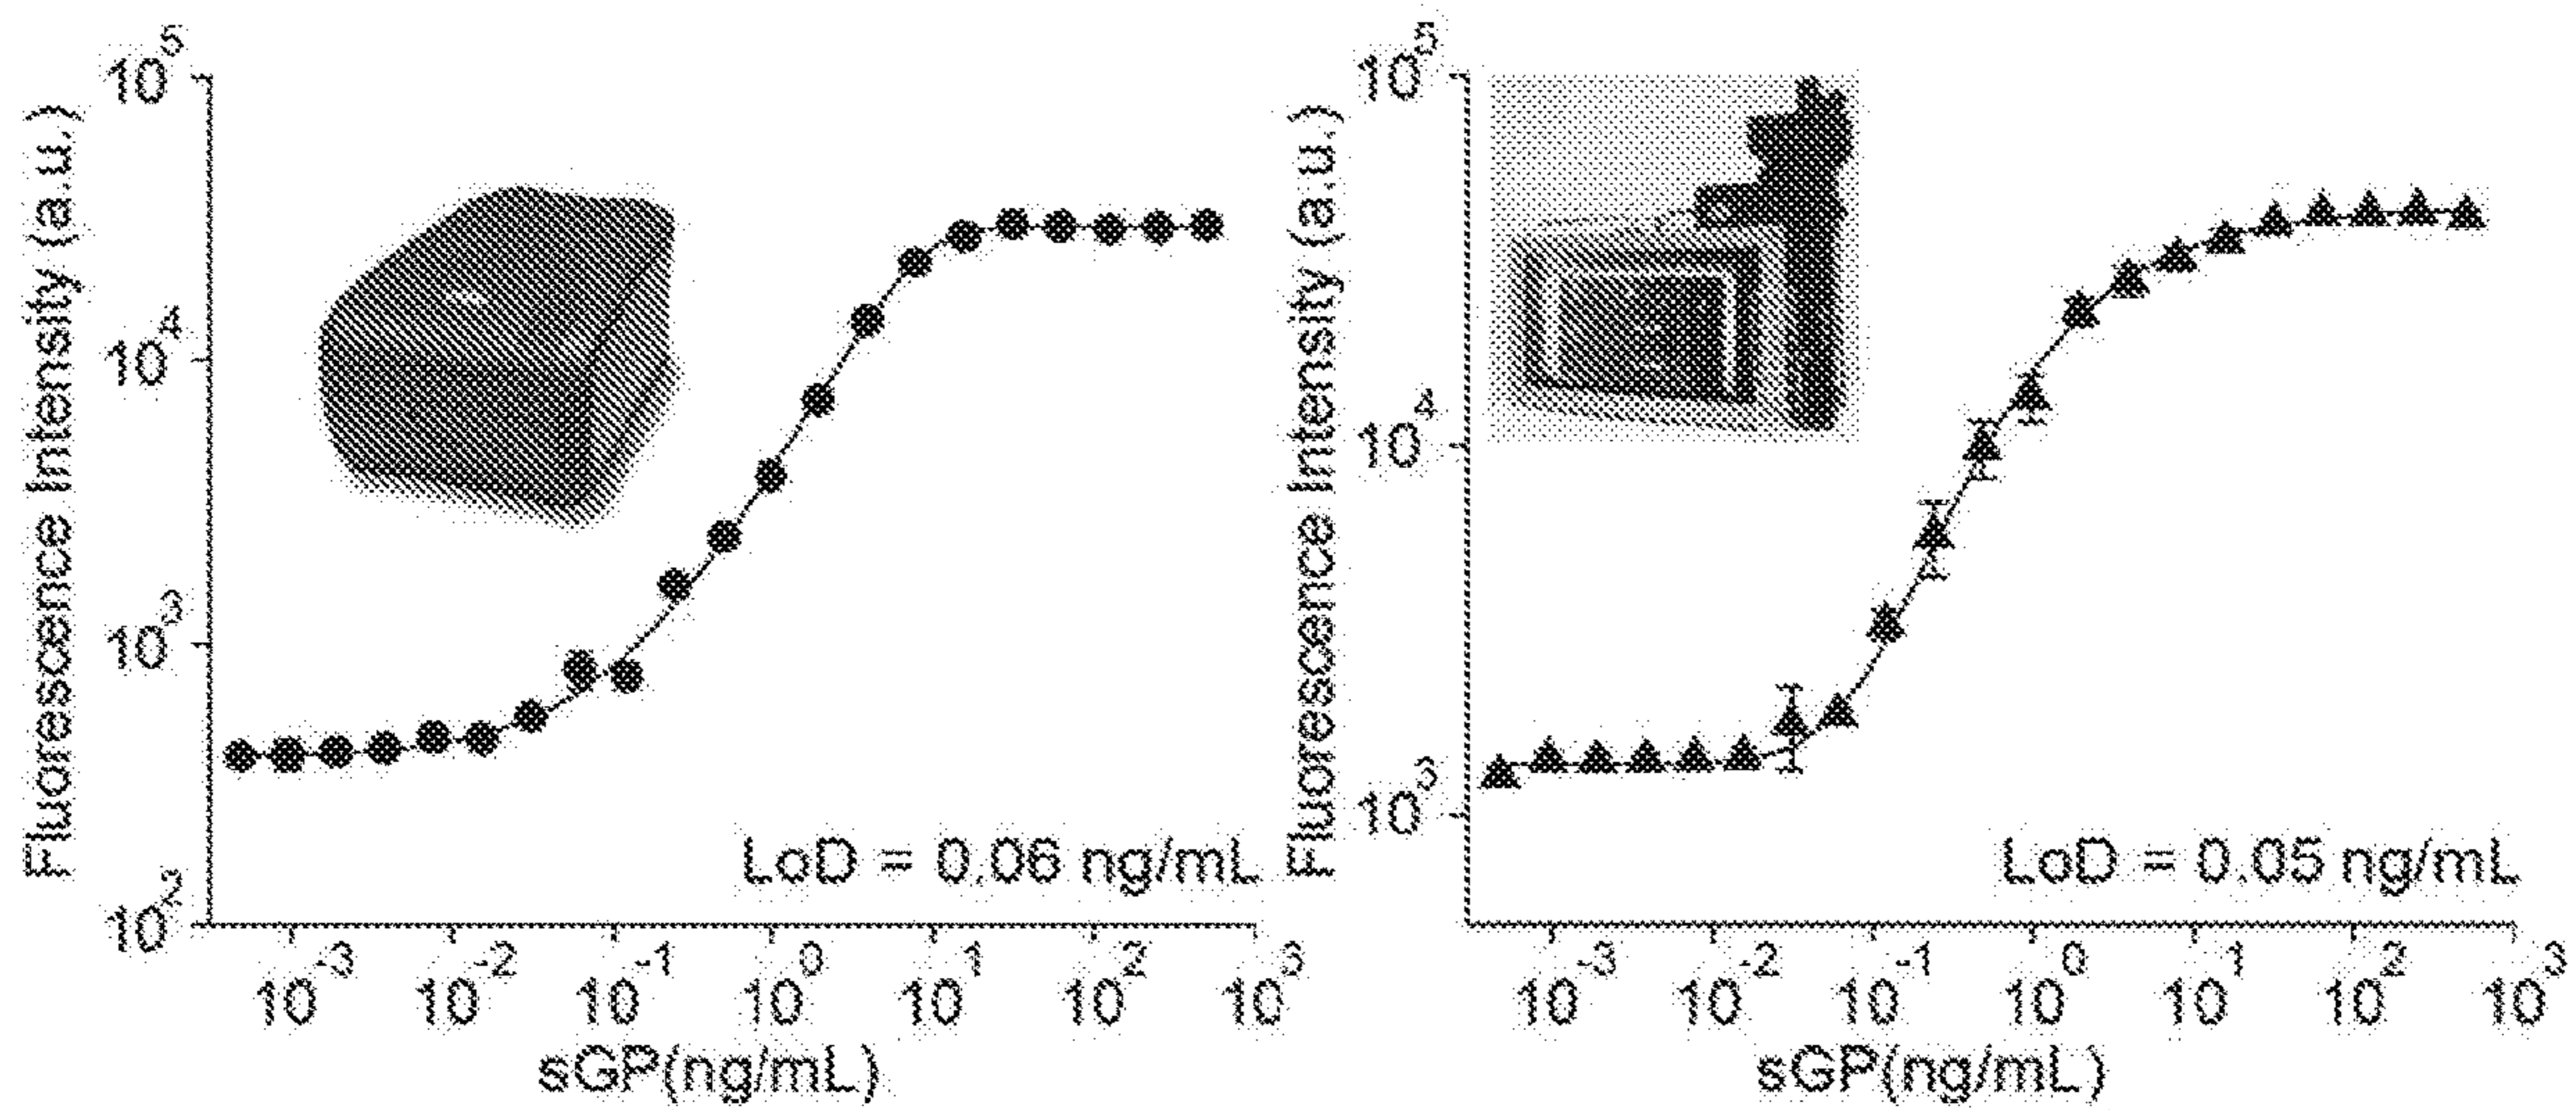 Fluorescence Intensity (a.u.)
10^5
10^4
10^3
10^2
LoD = 0.06 ng/mL
10^-3 10^-2 10^-1 10^0 10^1 10^2 10^3
sGP(ng/mL)
Fluorescence Intensity (a.u.)
10^5
10^4
10^3
LoD = 0.05 ng/mL
10^-3 10^-2 10^-1 10^0 10^1 10^2 10^3
sGP(ng/mL)